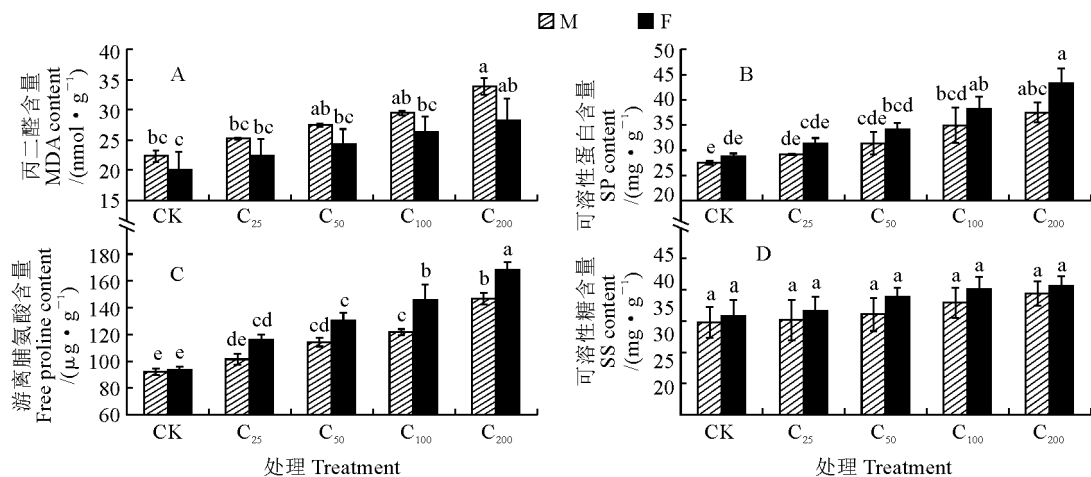 M F
丙二醛含量
MDA content
/(nmol·g⁻¹)
40
35
30
25
20
15
A
bc c bc bc ab bc ab bc a ab
CK C₂₅ C₅₀ C₁₀₀ C₂₀₀
可溶性蛋白含量
SP content
/(mg·g⁻¹)
50
45
40
35
30
25
20
B
e de de cde cde bcd bcd ab abc a
CK C₂₅ C₅₀ C₁₀₀ C₂₀₀
游离脯氨酸含量
Free proline content
/(μg·g⁻¹)
180
160
140
120
100
80
60
C
e e de cd cd c c b b a
CK C₂₅ C₅₀ C₁₀₀ C₂₀₀
处理 Treatment
可溶性糖含量
SS content
/(mg·g⁻¹)
45
40
35
30
25
20
D
a a a a a a a a a a
CK C₂₅ C₅₀ C₁₀₀ C₂₀₀
处理 Treatment